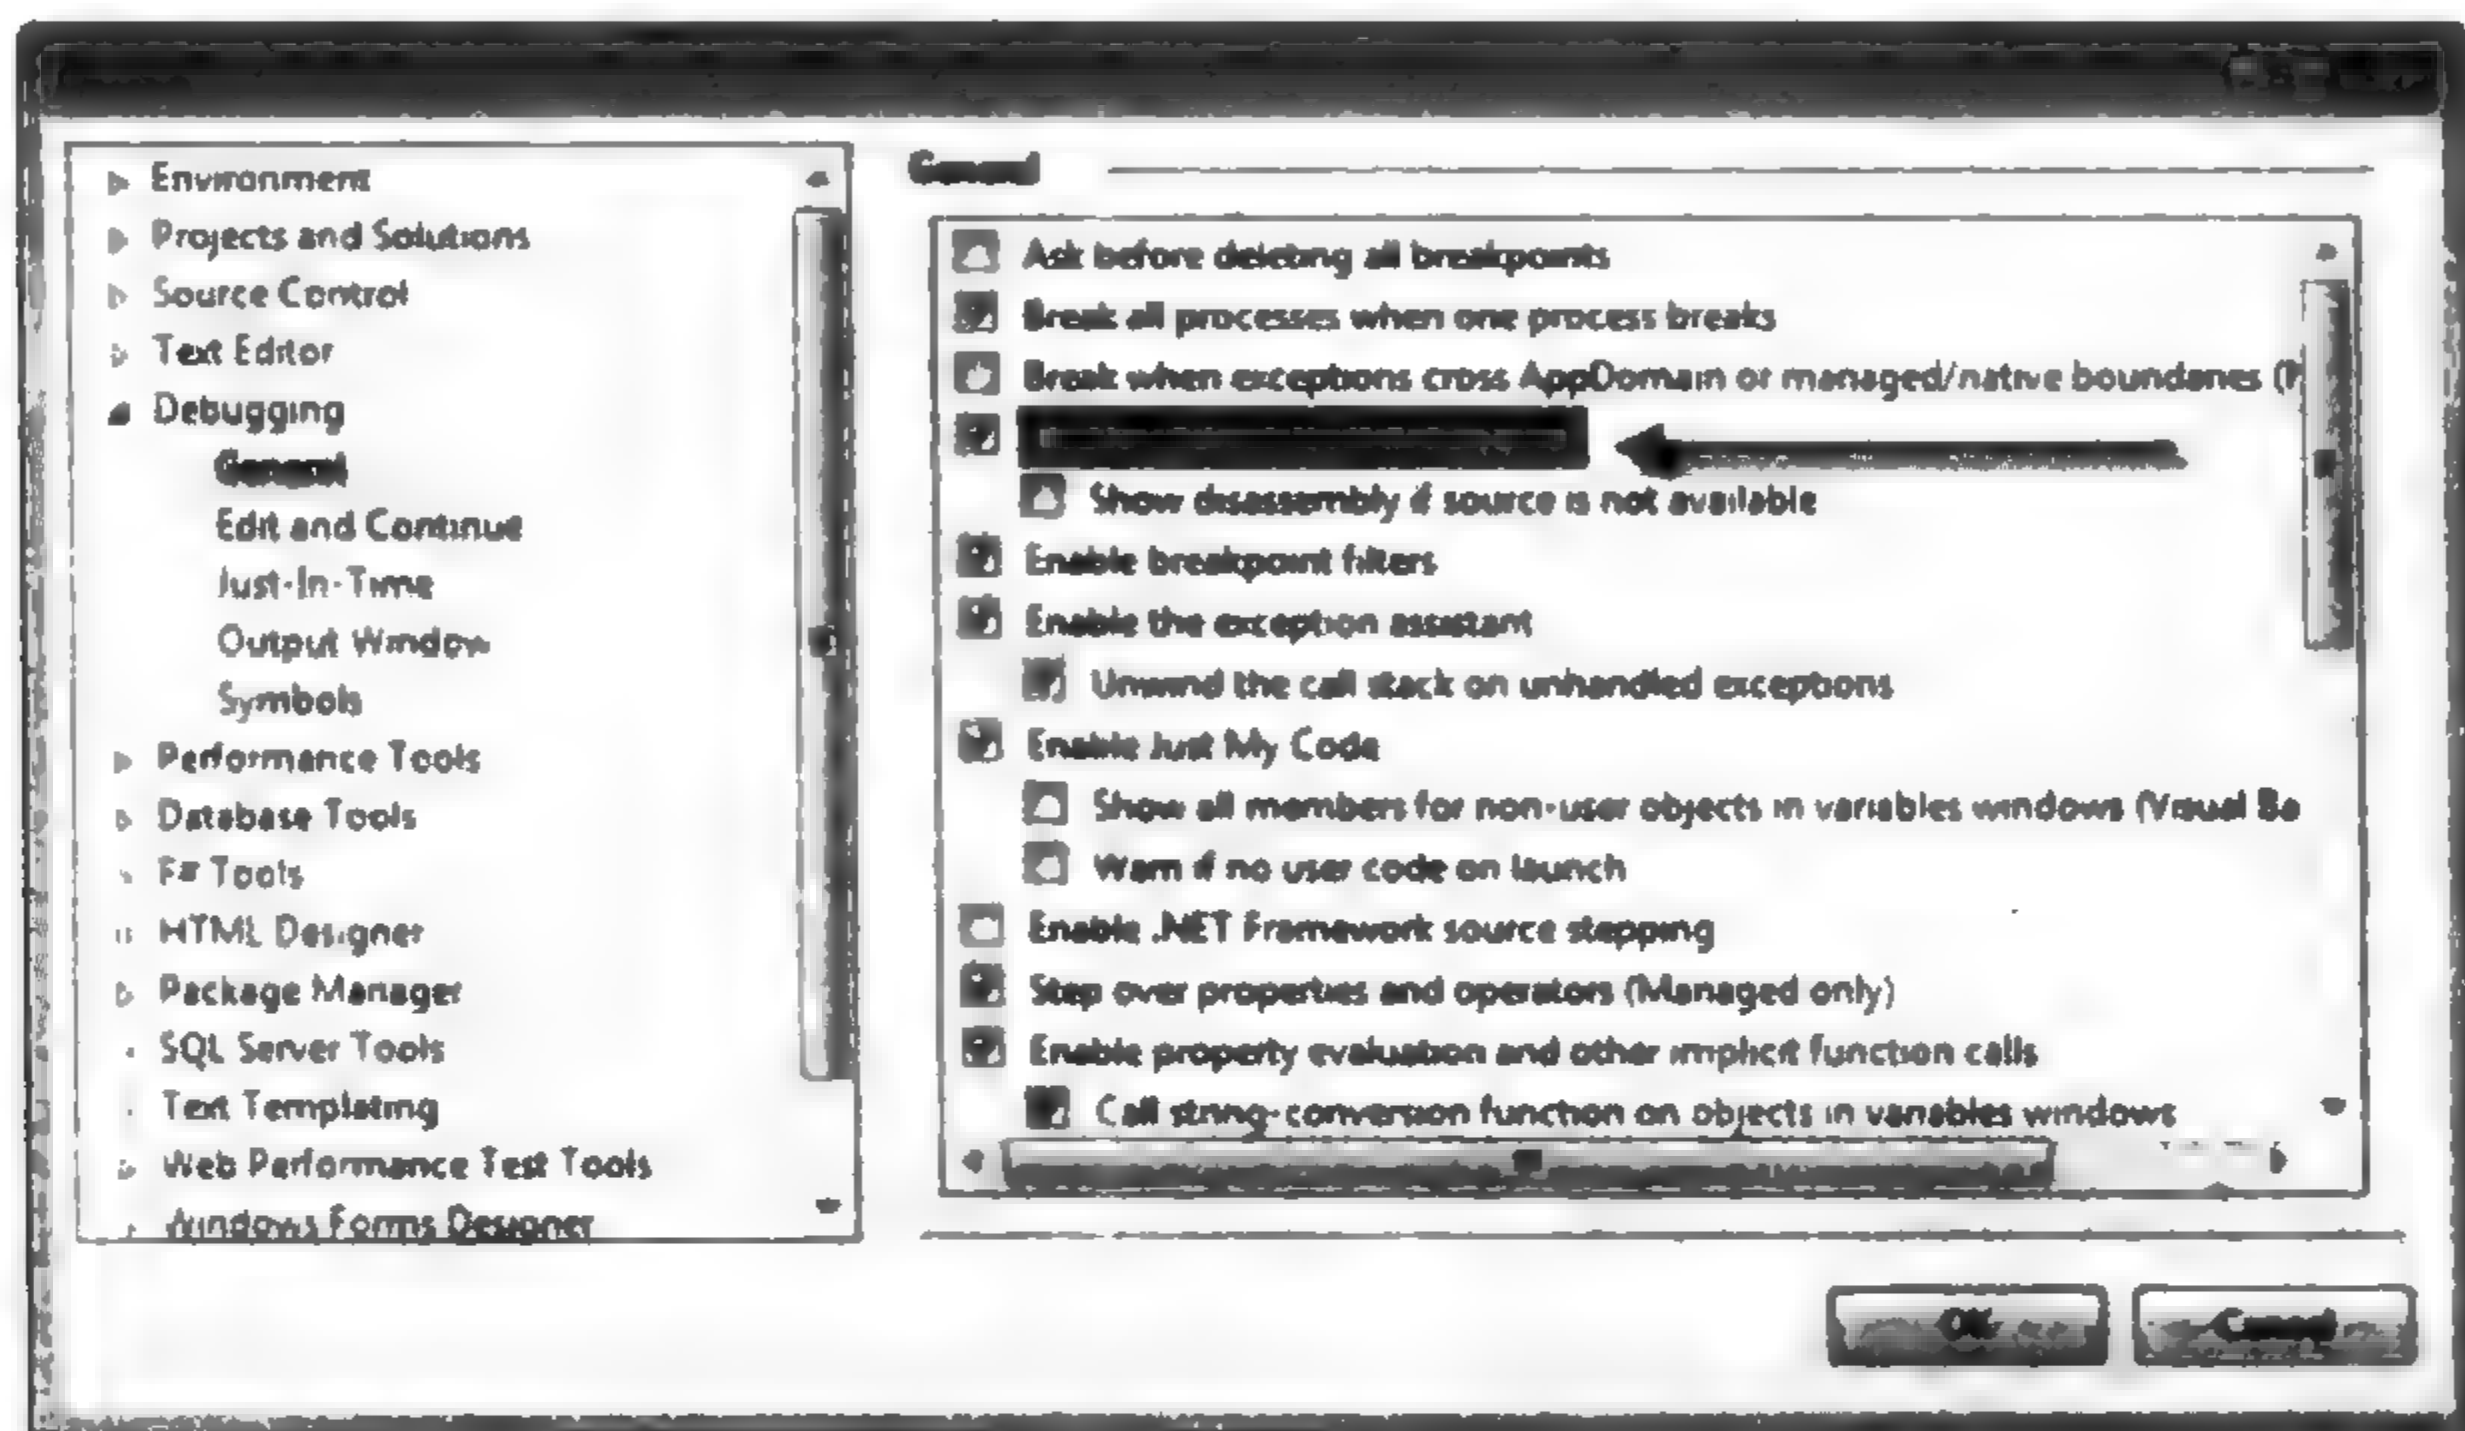 Environment
Projects and Solutions
Source Control
Text Editor
Debugging
General
Edit and Continue
Just-In-Time
Output Window
Symbols
Performance Tools
Database Tools
F# Tools
HTML Designer
Package Manager
SQL Server Tools
Text Templating
Web Performance Test Tools
Windows Forms Designer
General
Ask before deleting all breakpoints
Break all processes when one process breaks
Break when exceptions cross AppDomain or managed/native boundaries (
Show disassembly if source is not available
Enable breakpoint filters
Enable the exception assistant
Unwind the call stack on unhandled exceptions
Enable Just My Code
Show all members for non-user objects in variables windows (Visual Ba
Warn if no user code on launch
Enable .NET Framework source stepping
Step over properties and operators (Managed only)
Enable property evaluation and other implicit function calls
Call string-conversion function on objects in variables windows
OK
Cancel